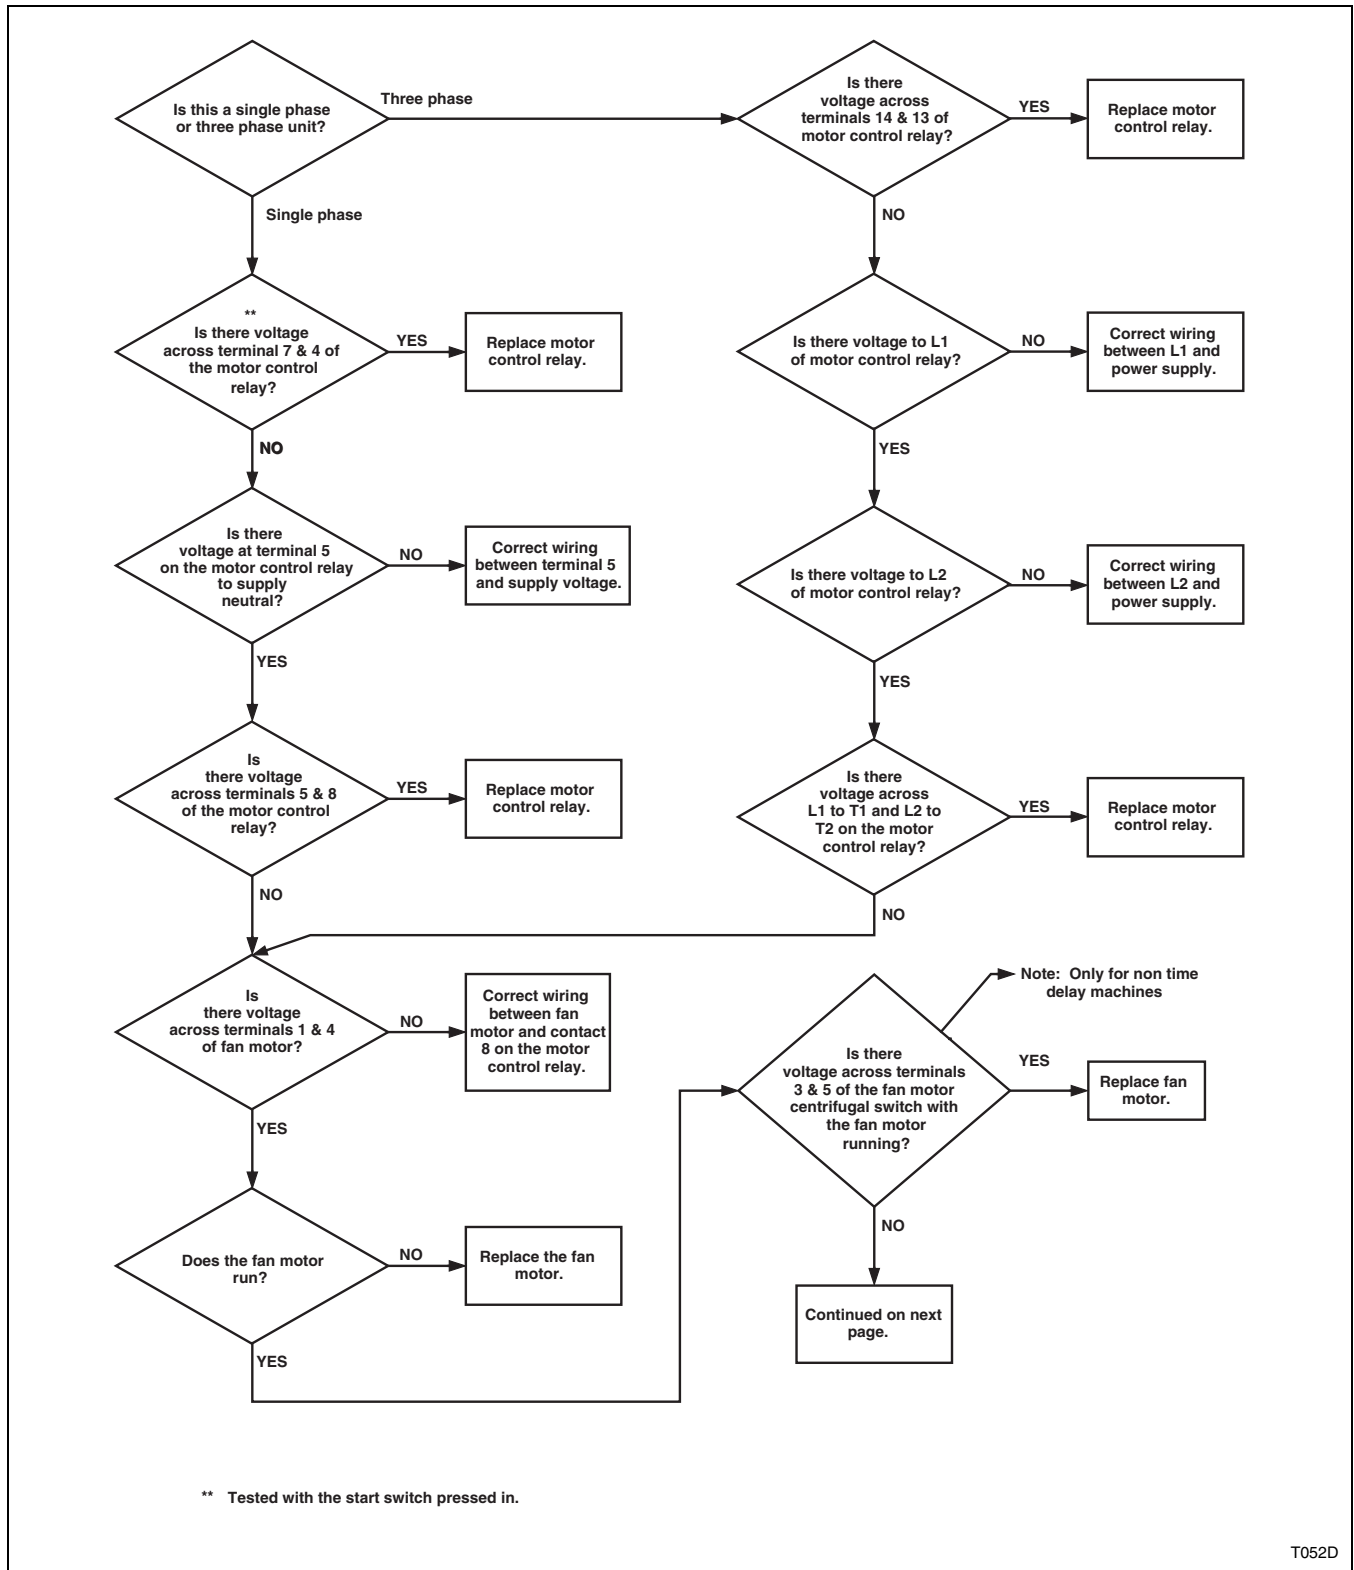 Is this a single phase
or three phase unit?
Three phase
Is there
voltage across
terminals 14 & 13 of
motor control relay?
YES
Replace motor
control relay.
Single phase
NO
**
Is there voltage
across terminal 7 & 4 of
the motor control
relay?
YES
Replace motor
control relay.
Is there voltage to L1
of motor control relay?
NO
Correct wiring
between L1 and
power supply.
NO
YES
Is there
voltage at terminal 5
on the motor control relay
to supply
neutral?
NO
Correct wiring
between terminal 5
and supply voltage.
Is there voltage to L2
of motor control relay?
NO
Correct wiring
between L2 and
power supply.
YES
YES
Is
there voltage
across terminals 5 & 8
of the motor control
relay?
YES
Replace motor
control relay.
Is there
voltage across
L1 to T1 and L2 to
T2 on the motor
control relay?
YES
Replace motor
control relay.
NO
NO
Is
there voltage
across terminals 1 & 4
of fan motor?
NO
Correct wiring
between fan
motor and contact
8 on the motor
control relay.
Note: Only for non time
delay machines
Is there
voltage across terminals
3 & 5 of the fan motor
centrifugal switch with
the fan motor
running?
YES
Replace fan
motor.
YES
Does the fan motor
run?
NO
Replace the fan
motor.
NO
Continued on next
page.
YES
** Tested with the start switch pressed in.
T052D